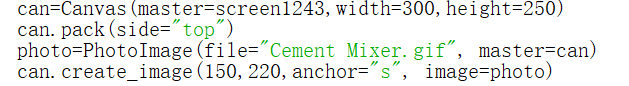 can=Canvas(master=screen1243,width=300,height=250)
can.pack(side="top")
photo=PhotoImage(file="Cement Mixer.gif", master=can)
can.create_image(150,220,anchor="s", image=photo)